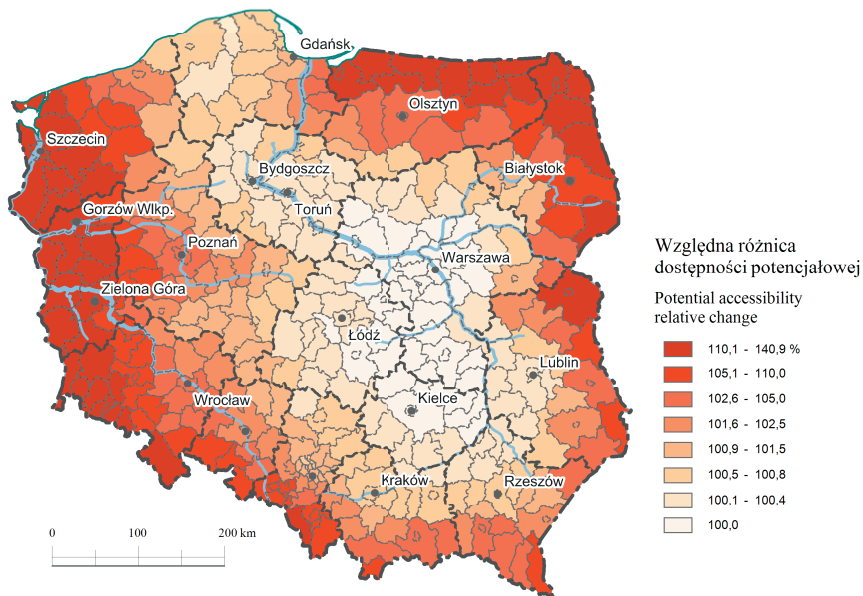 Gdańsk
Olsztyn
Szczecin
Białystok
Bydgoszcz
Toruń
Gorzów Wlkp.
Poznań
Warszawa
Zielona Góra
Łódź
Lublin
Wrocław
Kielce
Kraków
Rzeszów
0 100 200 km
Względna różnica
dostępności potencjałowej
Potential accessibility
relative change
110,1 - 140,9 %
105,1 - 110,0
102,6 - 105,0
101,6 - 102,5
100,9 - 101,5
100,5 - 100,8
100.1 - 100.4
100,0